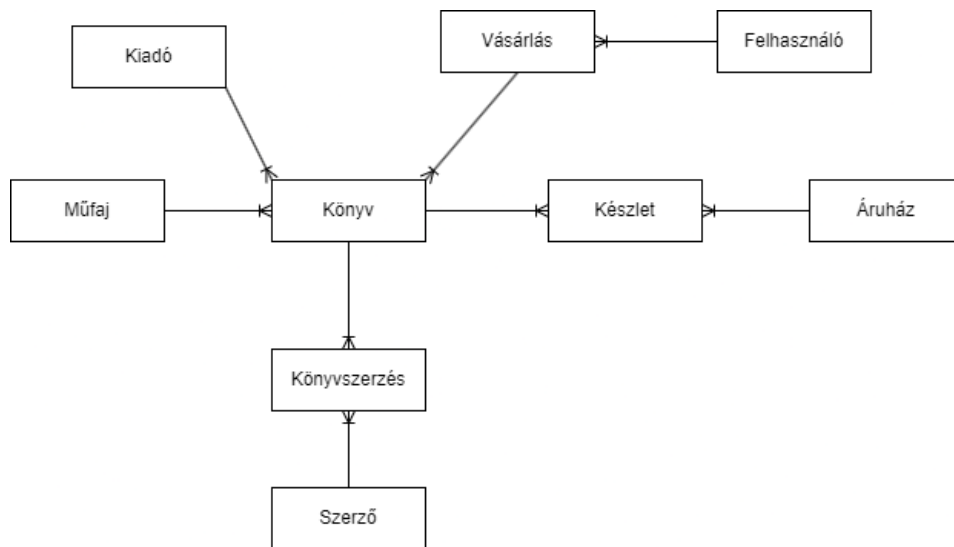 Kiadó
Vásárlás
Felhasználó
Műfaj
Könyv
Készlet
Áruház
Könyvszerzés
Szerző